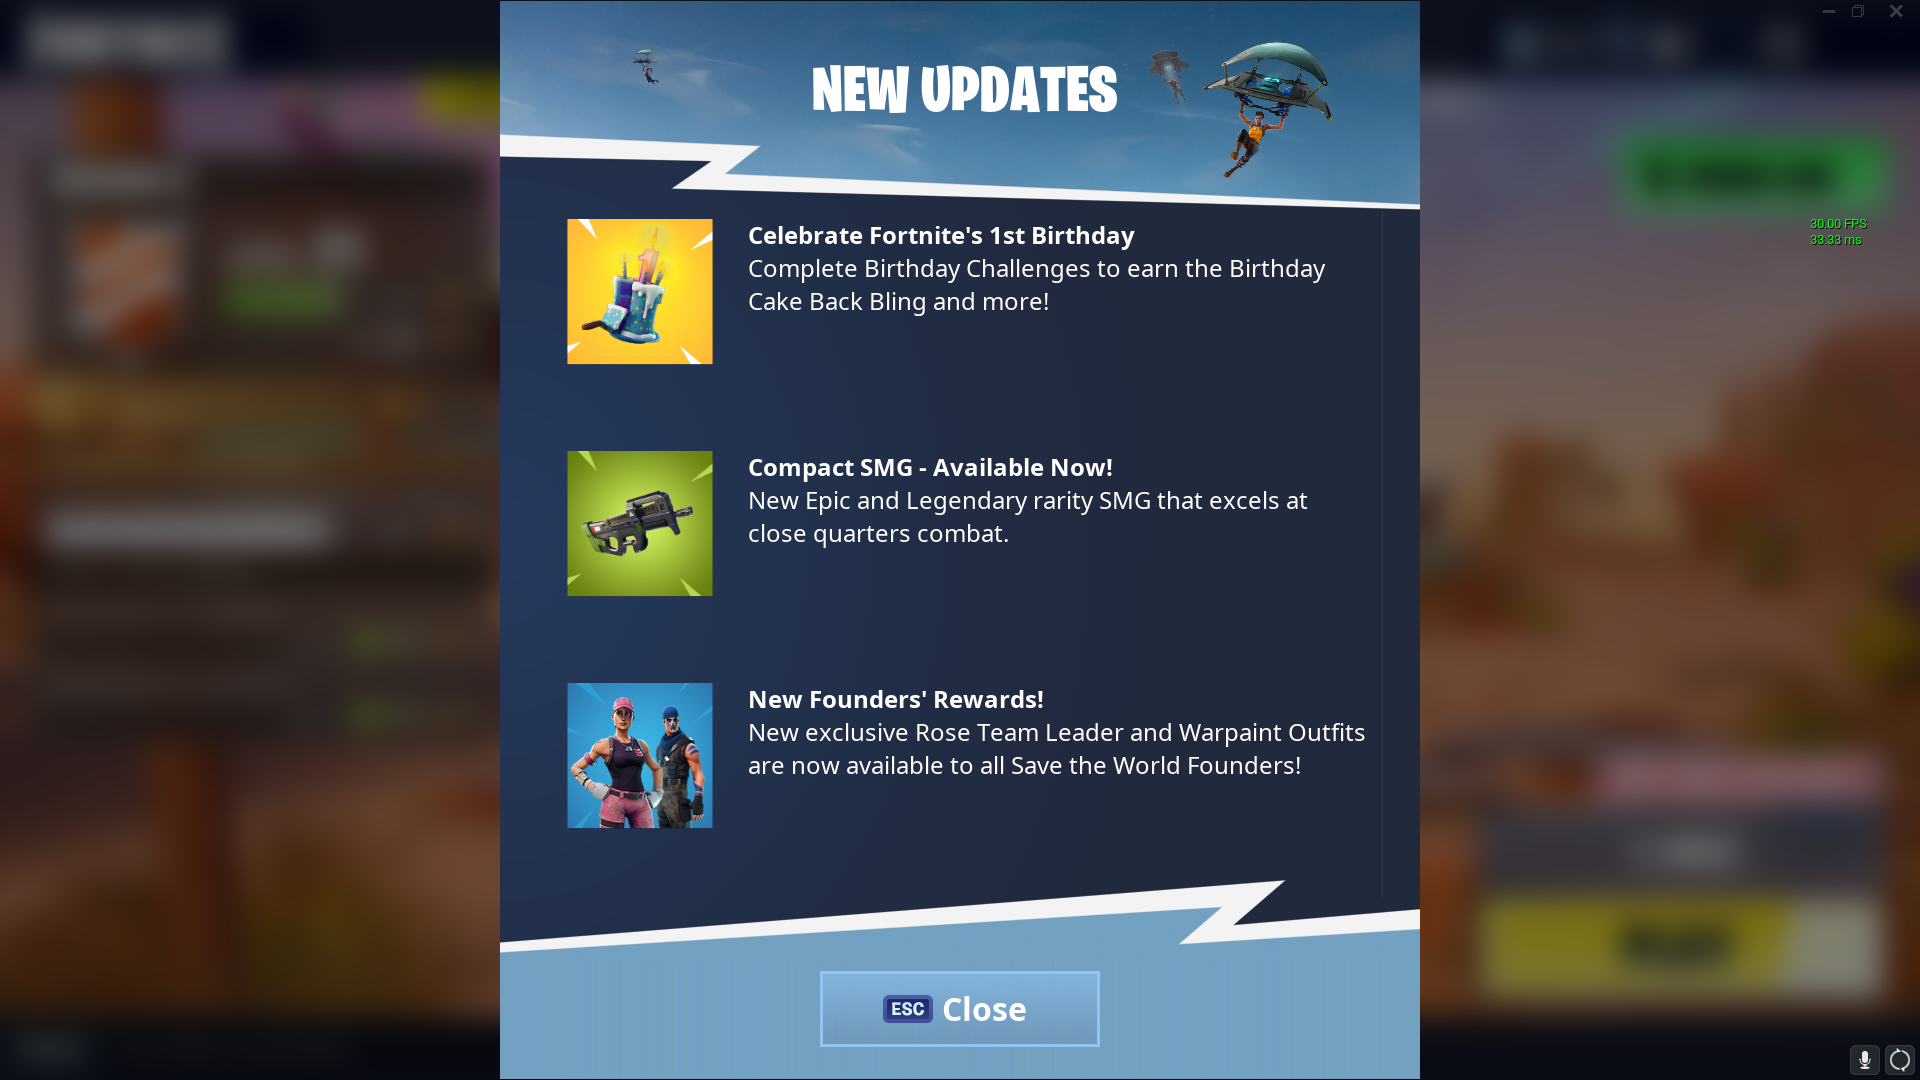 NEW UPDATES
30.00 FPS
33.33 ms
Celebrate Fortnite's 1st Birthday
Complete Birthday Challenges to earn the Birthday
Cake Back Bling and more!
Compact SMG - Available Now!
New Epic and Legendary rarity SMG that excels at
close quarters combat.
New Founders' Rewards!
New exclusive Rose Team Leader and Warpaint Outfits
are now available to all Save the World Founders!
ESC Close